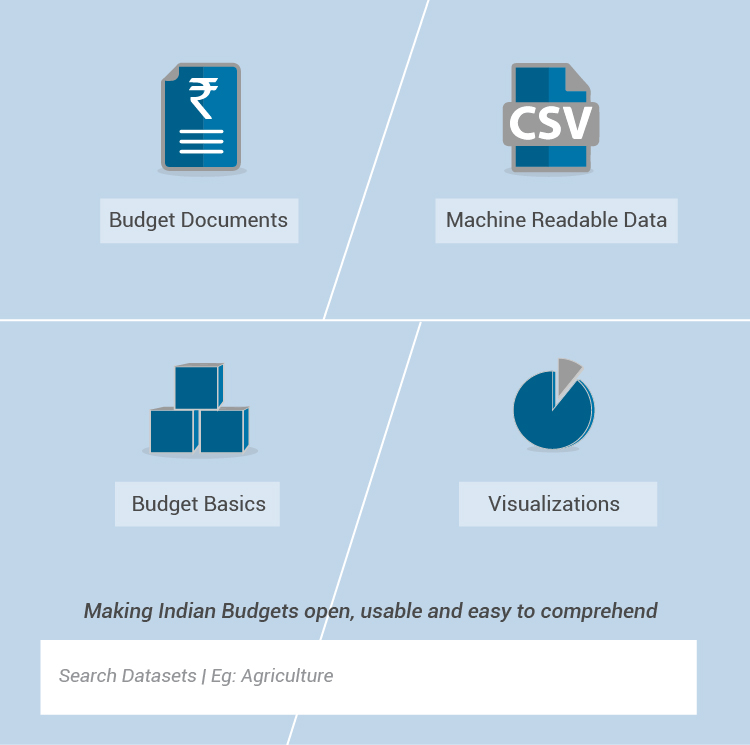 ₹
CSV
Budget Documents
Machine Readable Data
Budget Basics
Visualizations
Making Indian Budgets open, usable and easy to comprehend
Search Datasets | Eg: Agriculture